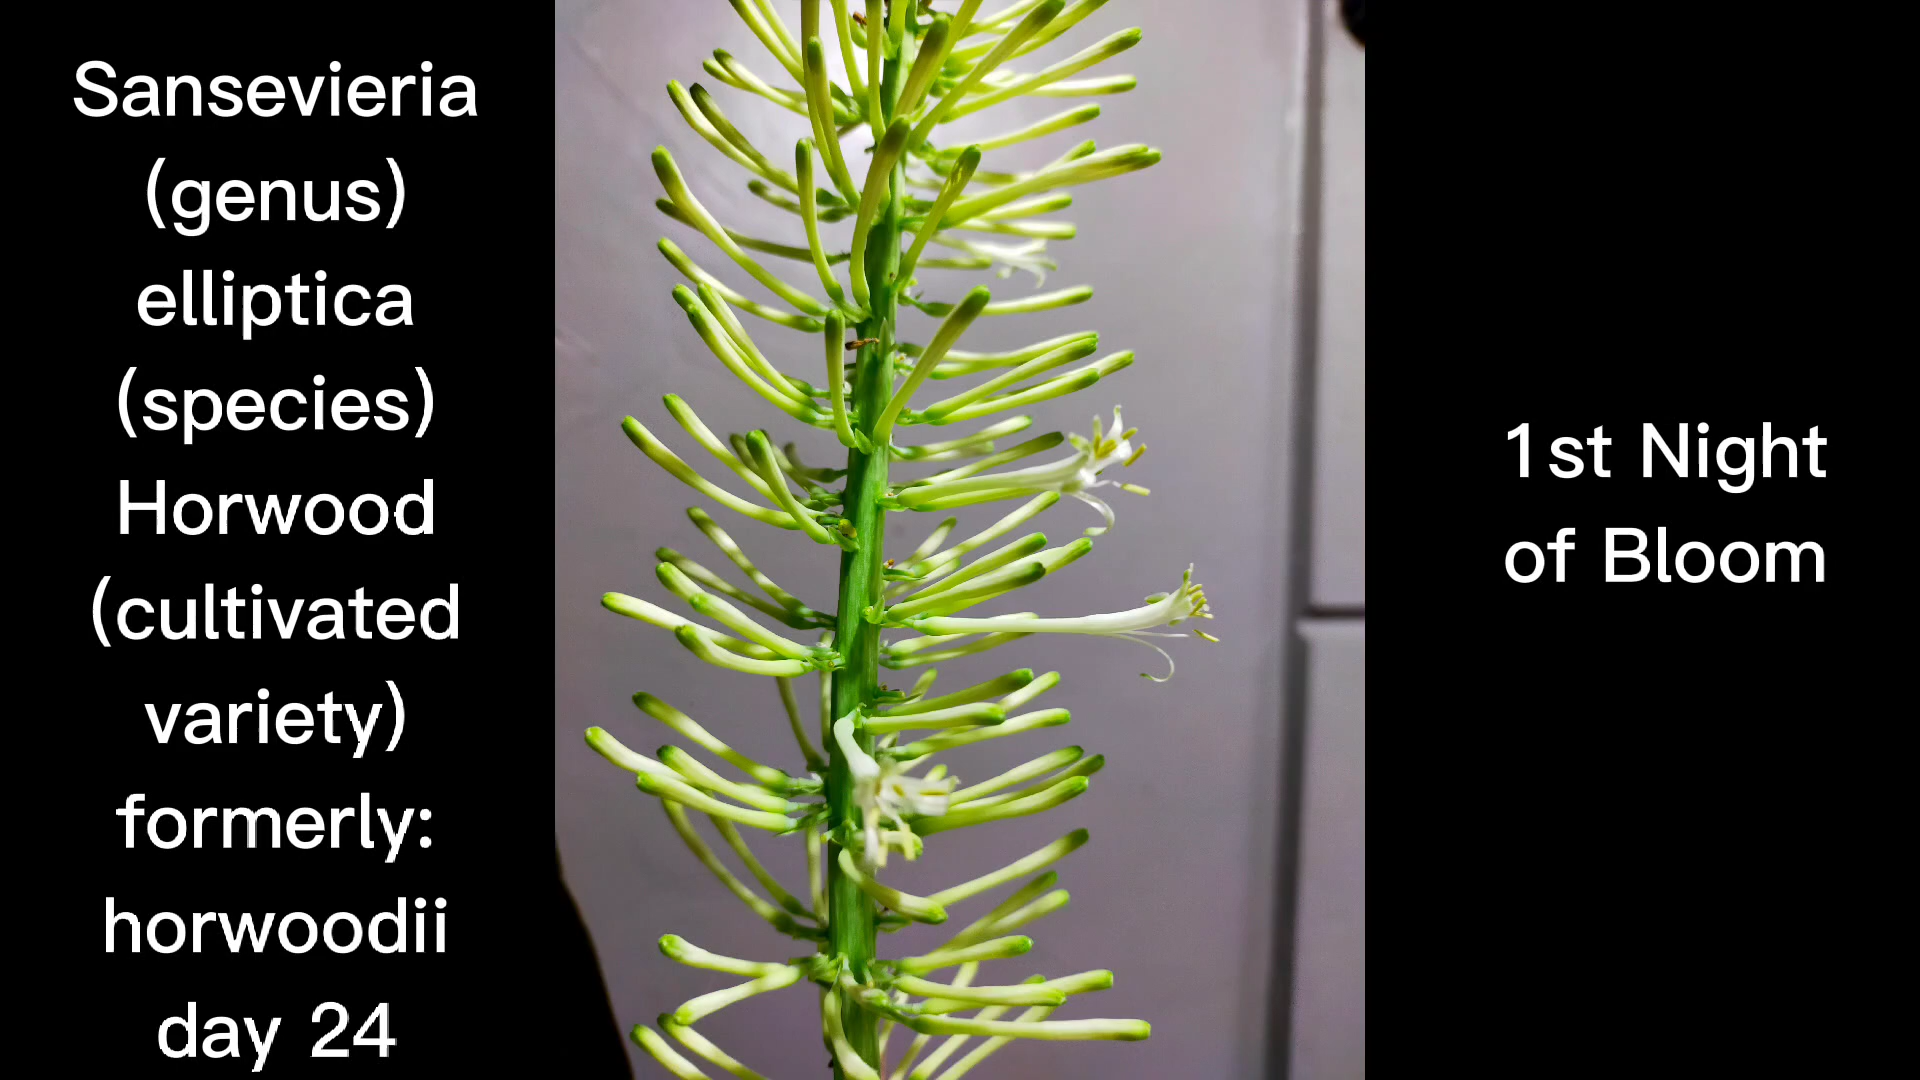 Sansevieria
(genus)
elliptica
(species)
Horwood
(cultivated
variety)
formerly:
horwoodii
day 24
1st Night
of Bloom